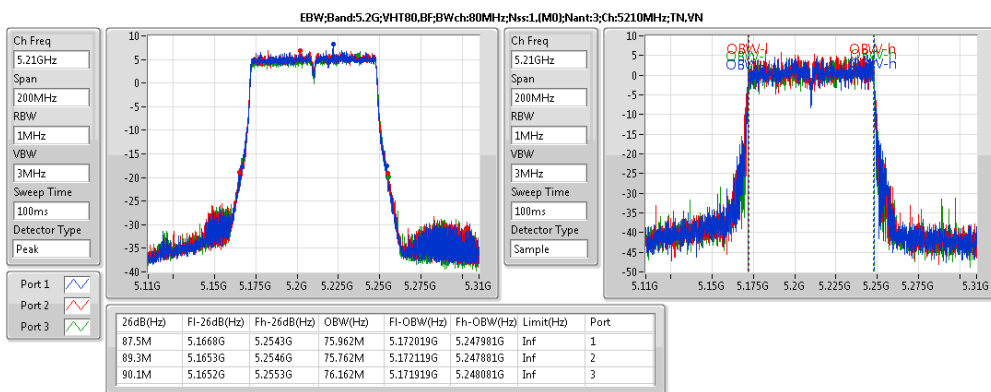 EBW;Band:5.2G;VHT80,BF;BWch:80MHz;Nss:1,(M0);Nant:3;Ch:5210MHz;TN,VN
Ch Freq
5.21GHz
Span
200MHz
RBW
1MHz
VBW
3MHz
Sweep Time
100ms
Detector Type
Peak
10
5
0
-5
-10
-15
-20
-25
-30
-35
-40
5.11G 5.15G 5.175G 5.2G 5.225G 5.25G 5.275G 5.31G
Ch Freq
5.21GHz
Span
200MHz
RBW
1MHz
VBW
3MHz
Sweep Time
100ms
Detector Type
Sample
10
5
0
-5
-10
-15
-20
-25
-30
-35
-40
-45
-50
OBW-l OBW-h
5.11G 5.15G 5.175G 5.2G 5.225G 5.25G 5.275G 5.31G
Port 1
Port 2
Port 3
26dB(Hz) Fl-26dB(Hz) Fh-26dB(Hz) OBW(Hz) Fl-OBW(Hz) Fh-OBW(Hz) Limit(Hz) Port
87.5M 5.1668G 5.2543G 75.962M 5.172019G 5.247981G Inf 1
89.3M 5.1653G 5.2546G 75.762M 5.172119G 5.247881G Inf 2
90.1M 5.1652G 5.2553G 76.162M 5.171919G 5.248081G Inf 3